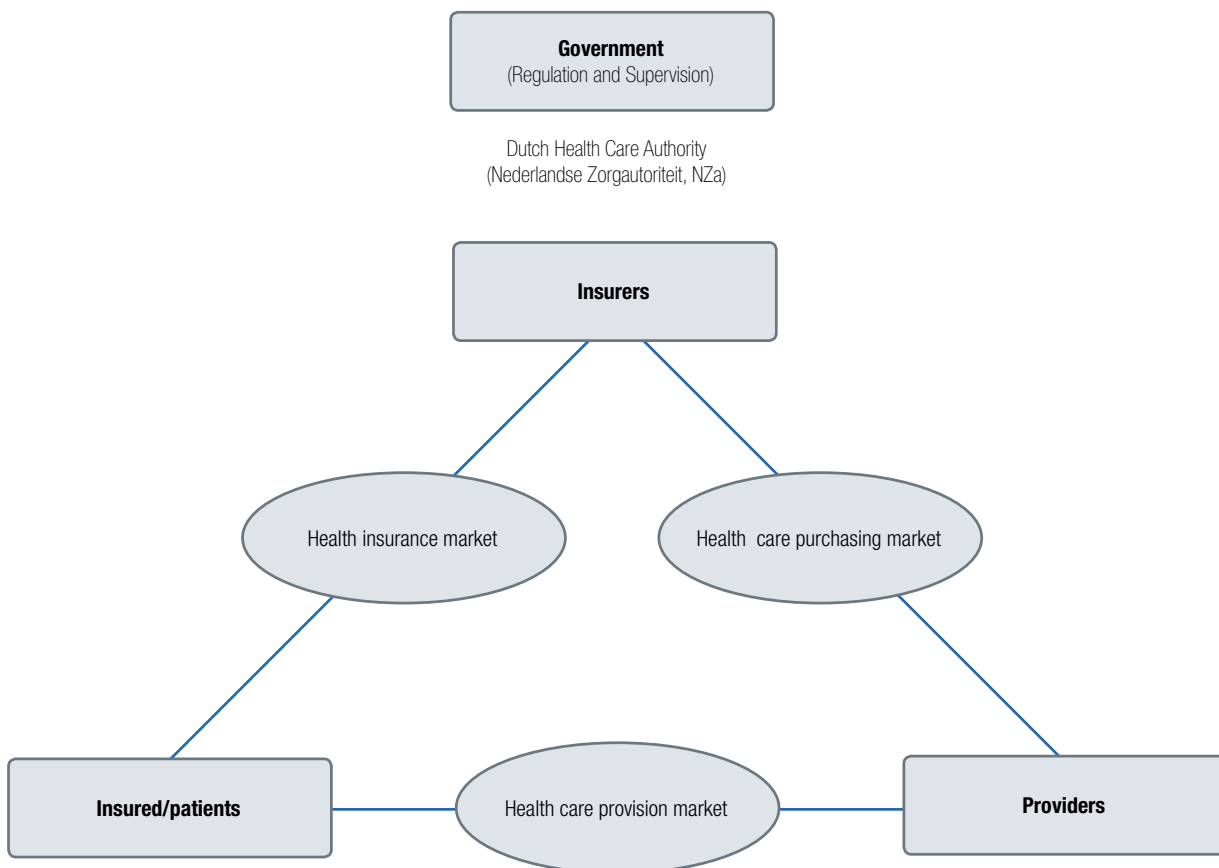 Government
(Regulation and Supervision)
Dutch Health Care Authority
(Nederlandse Zorgautoriteit, NZa)
Insurers
Health insurance market
Health care purchasing market
Insured/patients
Health care provision market
Providers